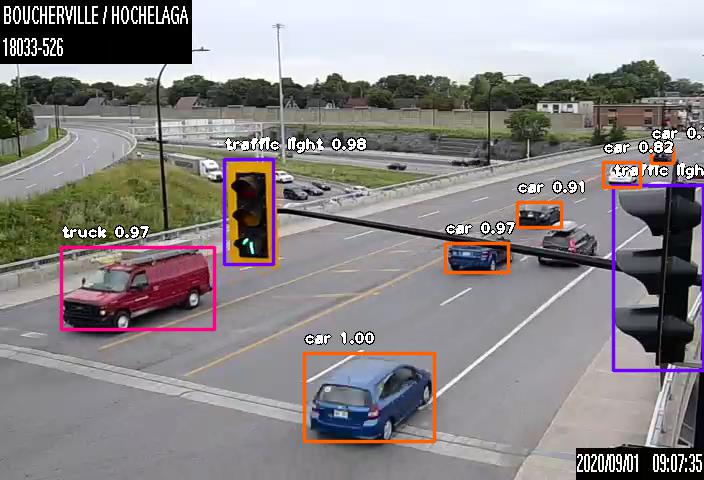 BOUCHERVILLE / HOCHELAGA
18033-526
traffic light 0.98
car 0.82
car 0.91
truck 0.97
car 0.97
car 1.00
2020/09/01 09:07:35